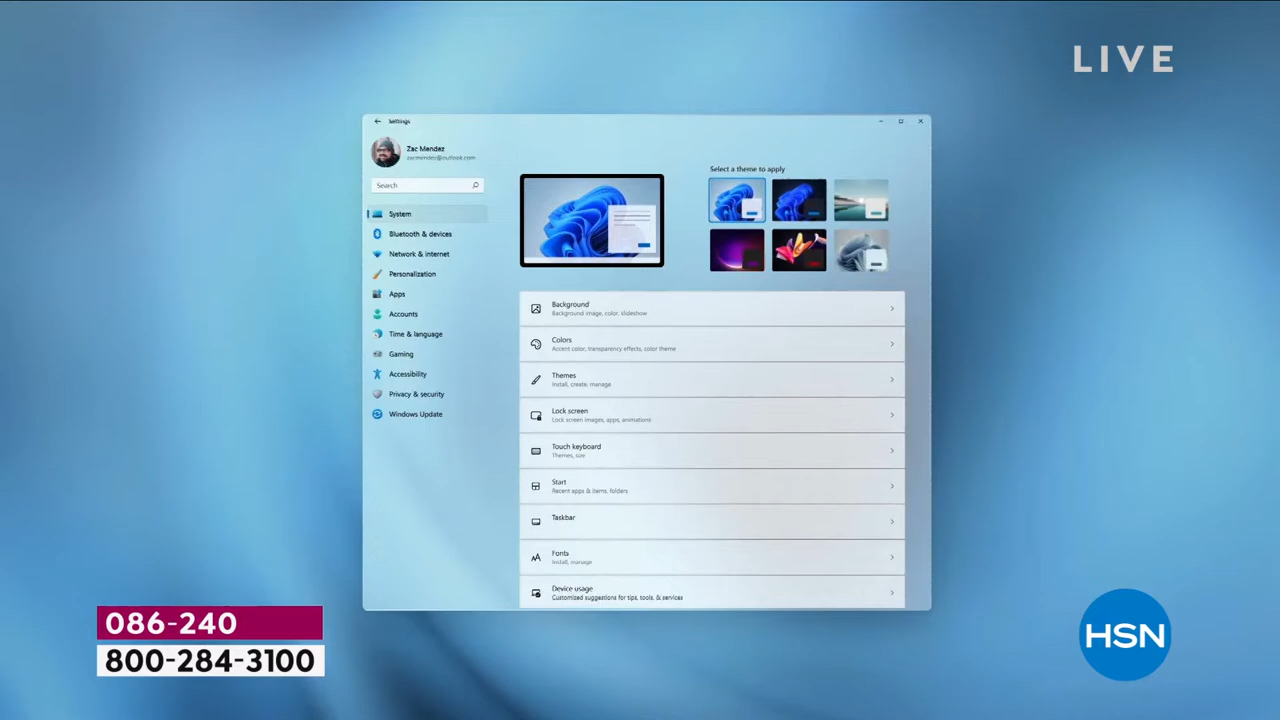 LIVE
Settings
Zac Mendez
zacmendez@outlook.com
Search
System
Bluetooth & devices
Network & internet
Personalization
Apps
Accounts
Time & language
Gaming
Accessibility
Privacy & security
Windows Update
Select a theme to apply
Background
Background image, color, slideshow
Colors
Accent color, transparency effects, color theme
Themes
Install, create, manage
Lock screen
Lock screen images, apps, animations
Touch keyboard
Themes, size
Start
Recent apps & items, folders
Taskbar
Fonts
Install, manage
Device usage
Customized suggestions for tips, tools, & services
086-240
800-284-3100
HSN